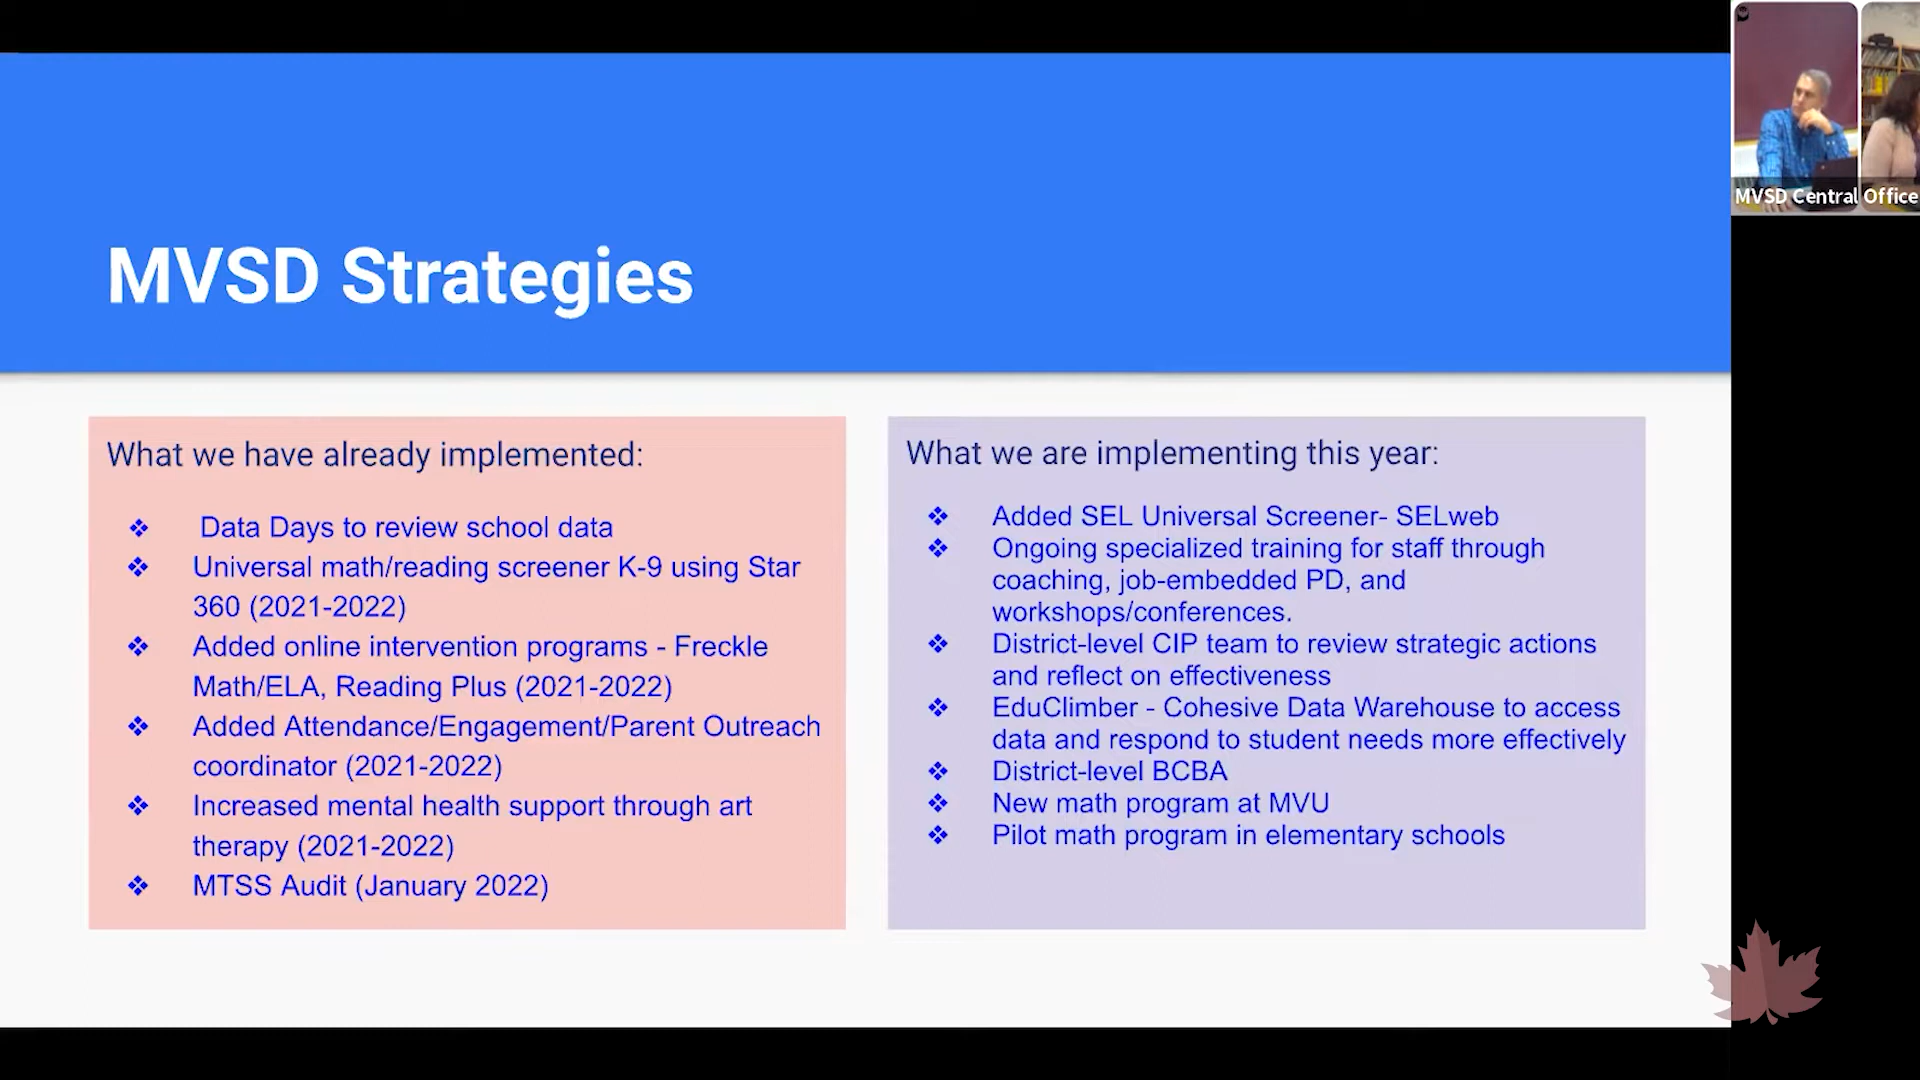 MVSD Central Office
MVSD Strategies
What we have already implemented:
❖ Data Days to review school data
❖ Universal math/reading screener K-9 using Star
360 (2021-2022)
❖ Added online intervention programs - Freckle
Math/ELA, Reading Plus (2021-2022)
❖ Added Attendance/Engagement/Parent Outreach
coordinator (2021-2022)
❖ Increased mental health support through art
therapy (2021-2022)
❖ MTSS Audit (January 2022)
What we are implementing this year:
❖ Added SEL Universal Screener- SELweb
❖ Ongoing specialized training for staff through
coaching, job-embedded PD, and
workshops/conferences.
❖ District-level CIP team to review strategic actions
and reflect on effectiveness
❖ EduClimber - Cohesive Data Warehouse to access
data and respond to student needs more effectively
❖ District-level BCBA
❖ New math program at MVU
❖ Pilot math program in elementary schools